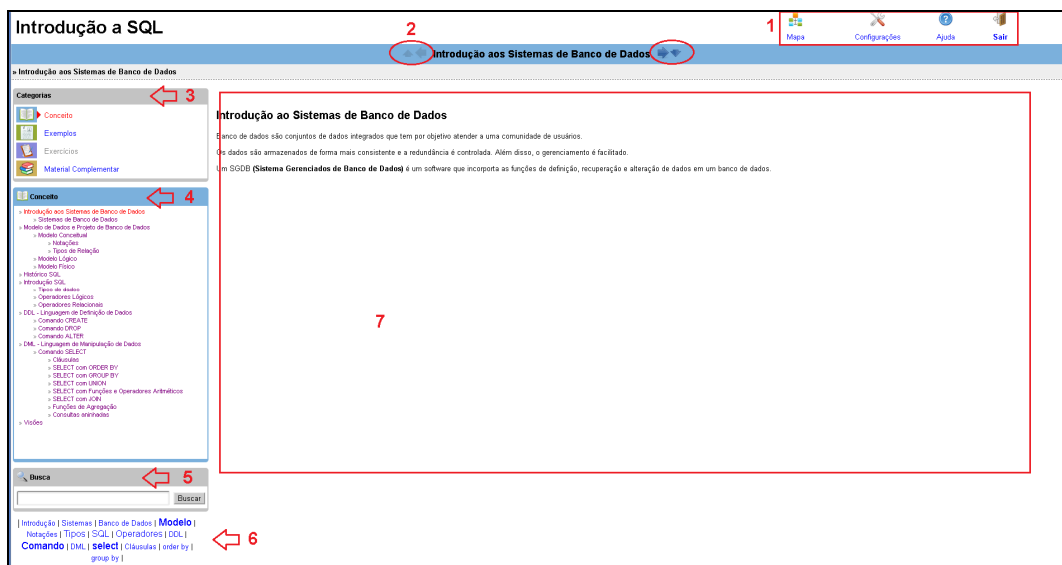 Introdução a SQL
1
Mapa
Configurações
Ajuda
Sair
2
Introdução aos Sistemas de Banco de Dados
» Introdução aos Sistemas de Banco de Dados
Categorias
3
Conceito
Exemplos
Exercícios
Material Complementar
Conceito
4
» Introdução aos Sistemas de Banco de Dados
» Sistemas de Banco de Dados
» Modelo de Dados e Projeto de Banco de Dados
» Modelo Conceitual
» Notações
» Tipos de Relação
» Modelo Lógico
» Modelo Físico
» Histórico SQL
» Introdução SQL
» Tipos de dados
» Operadores Lógicos
» Operadores Relacionais
» DDL - Linguagem de Definição de Dados
» Comando CREATE
» Comando DROP
» Comando ALTER
» DML - Linguagem de Manipulação de Dados
» Comando SELECT
» Cláusulas
» SELECT com ORDER BY
» SELECT com GROUP BY
» SELECT com UNION
» SELECT com Funções e Operadores Aritméticos
» SELECT com JOIN
» Funções de Agregação
» Consultas aninhadas
» Visões
Busca
5
Buscar
| Introdução | Sistemas | Banco de Dados | Modelo |
Notações | Tipos | SQL | Operadores | DDL |
Comando | DML | select | Cláusulas | order by |
group by |
6
Introdução ao Sistemas de Banco de Dados
Banco de dados são conjuntos de dados integrados que tem por objetivo atender a uma comunidade de usuários.
Os dados são armazenados de forma mais consistente e a redundância é controlada. Além disso, o gerenciamento é facilitado.
Um SGDB (Sistema Gerenciados de Banco de Dados) é um software que incorporta as funções de definição, recuperação e alteração de dados em um banco de dados.
7